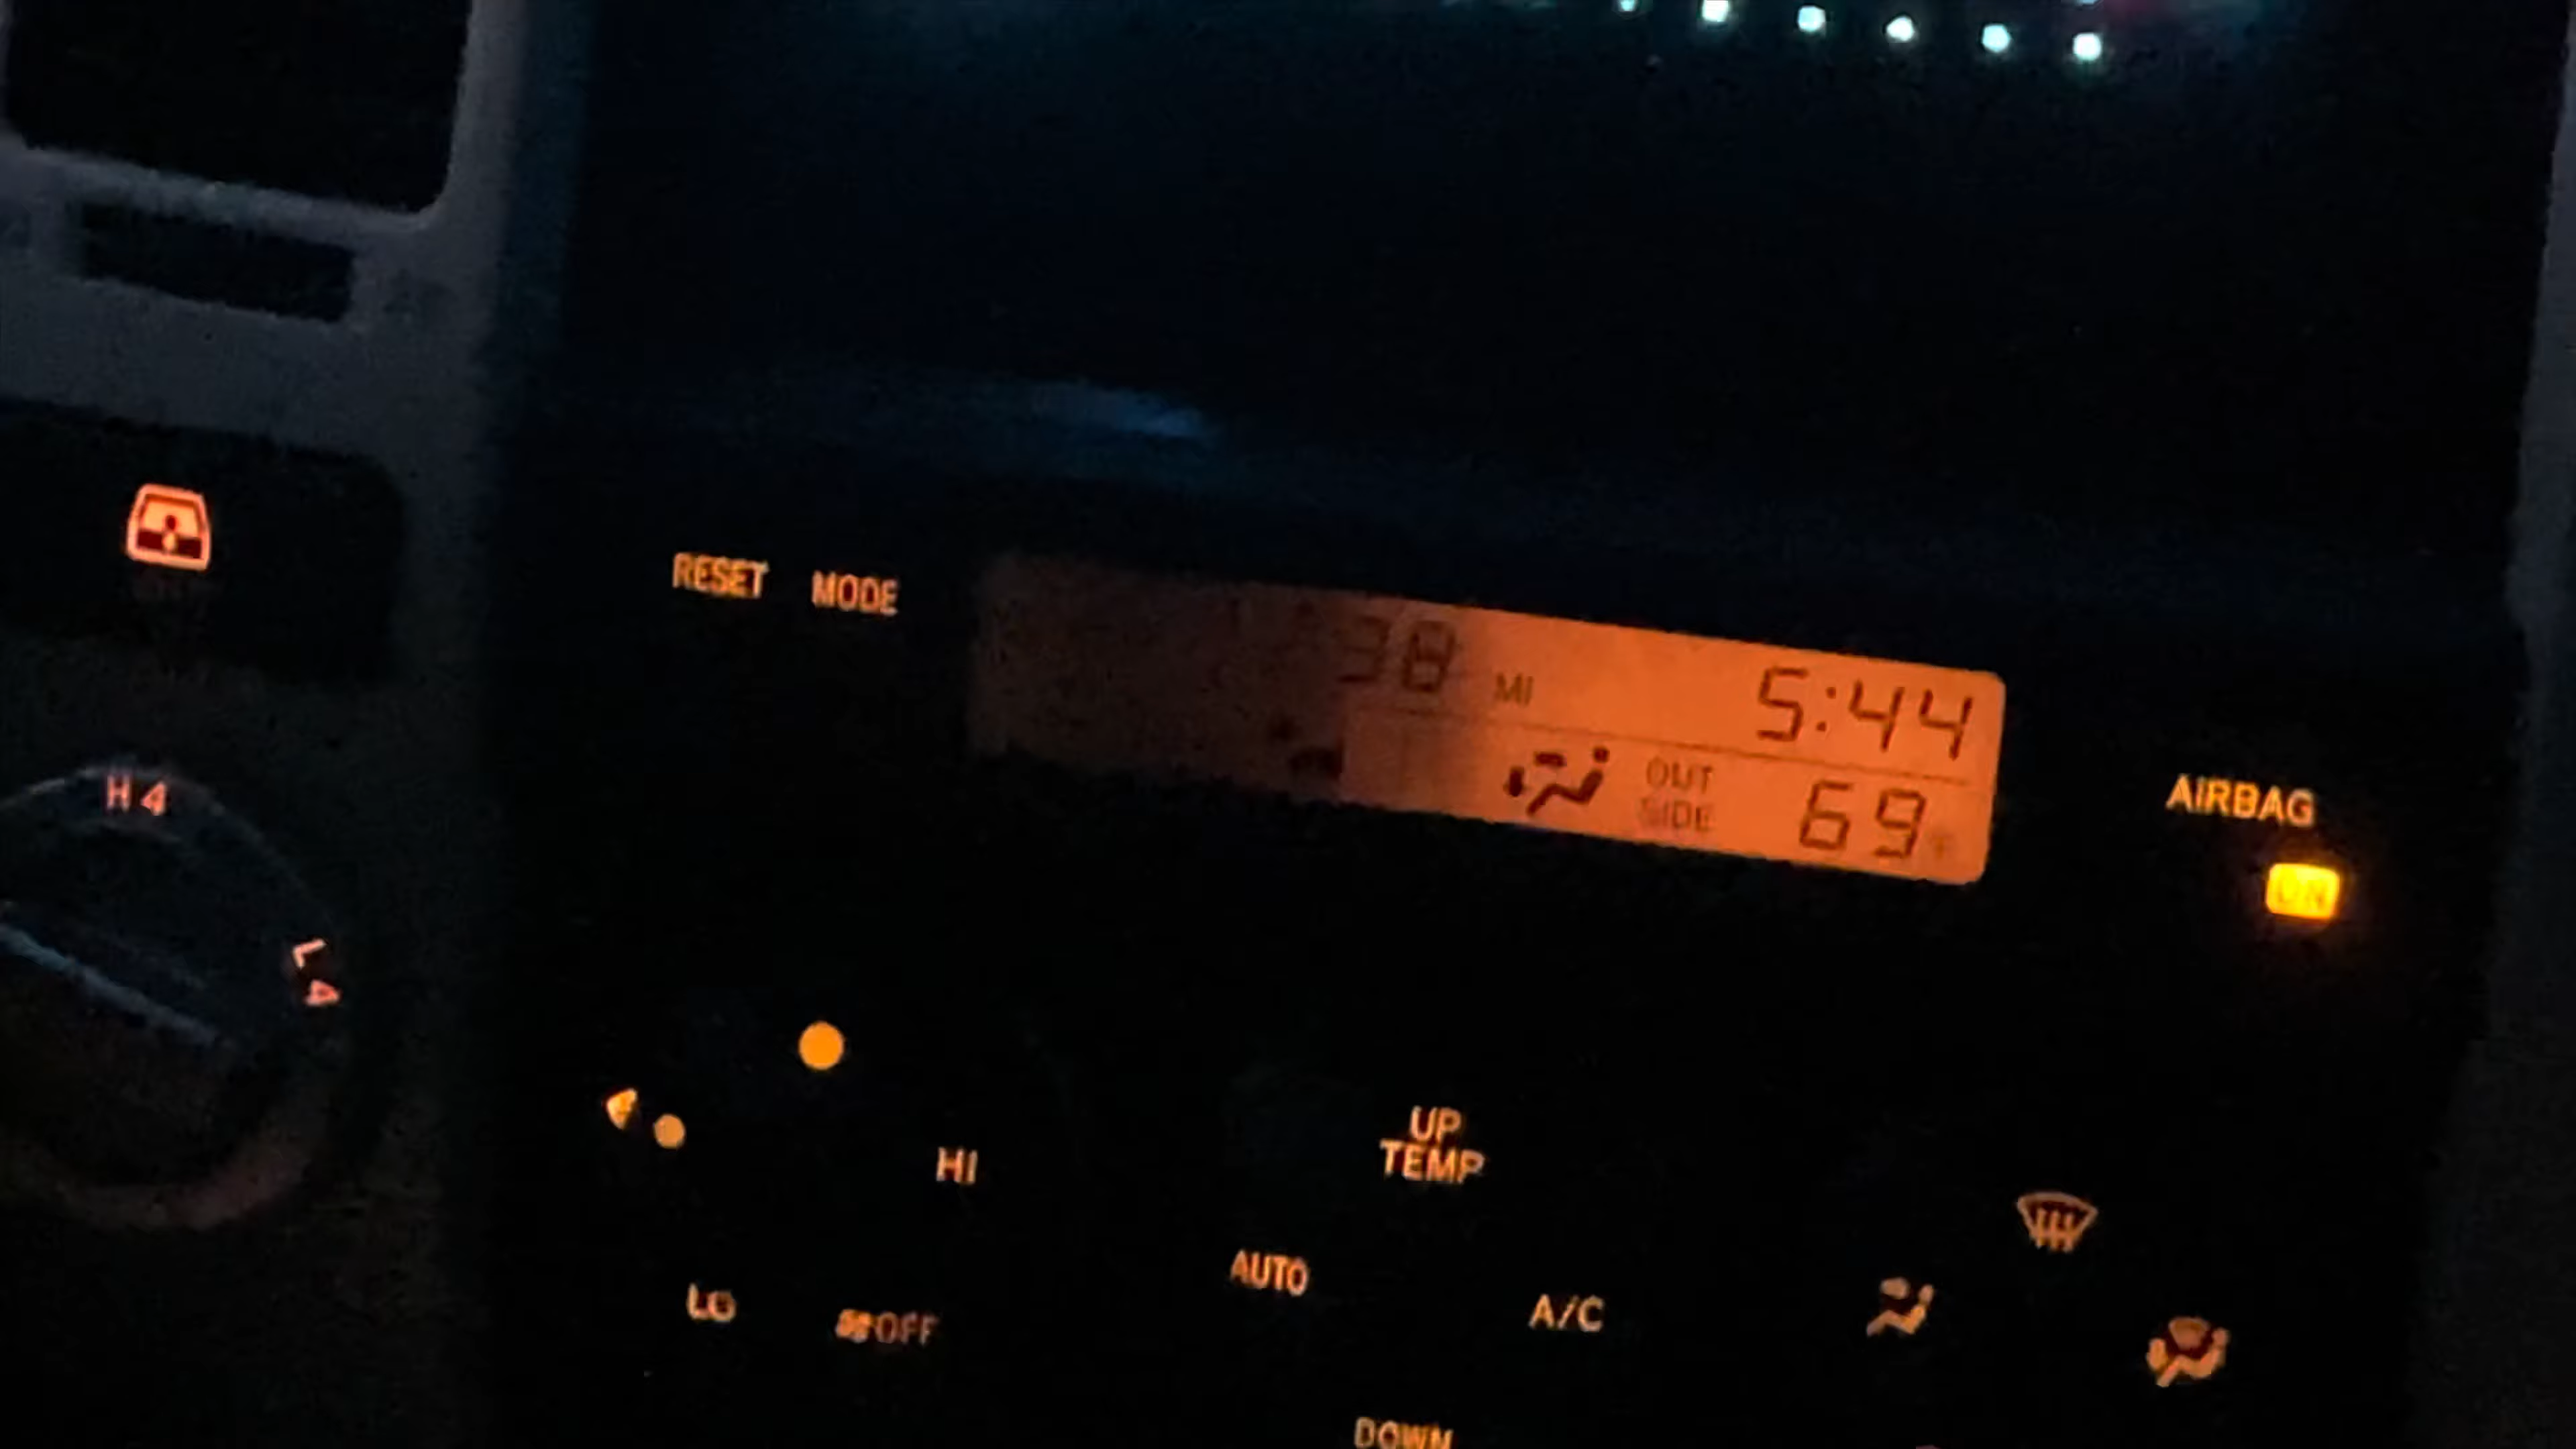 RESET MODE
38 MI 5:44
OUT
SIDE 69
AIRBAG
ON
H4
L4
HI
UP
TEMP
AUTO
LO
OFF
A/C
DOWN